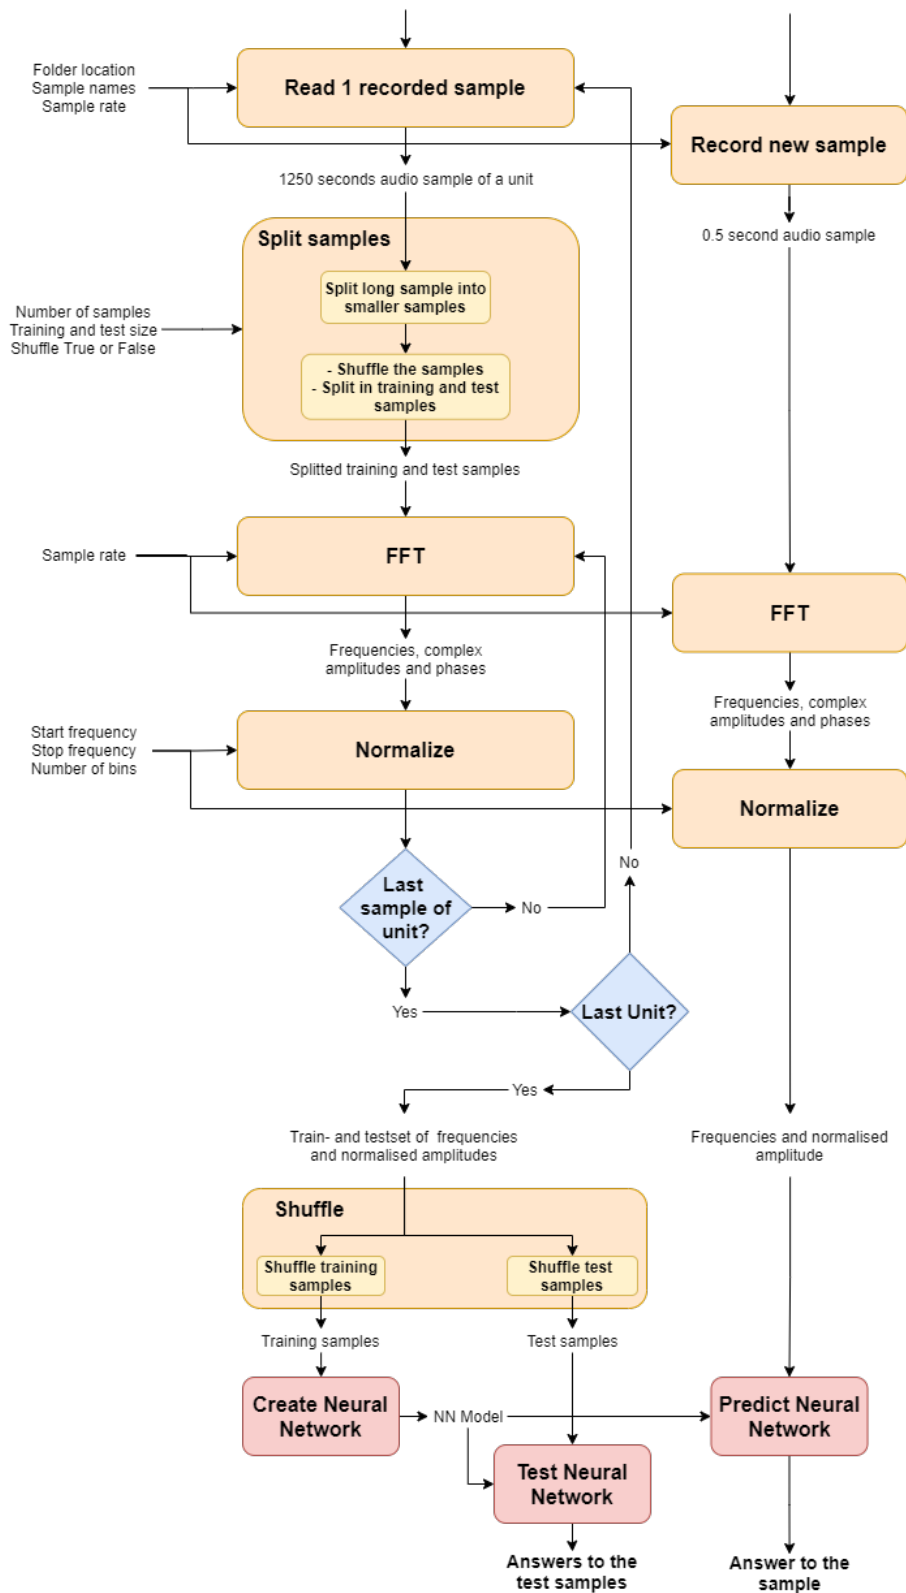 Folder location
Sample names
Sample rate
Read 1 recorded sample
Record new sample
1250 seconds audio sample of a unit
0.5 second audio sample
Split samples
Split long sample into
smaller samples
Number of samples
Training and test size
Shuffle True or False
- Shuffle the samples
- Split in training and test
samples
Splitted training and test samples
Sample rate
FFT
FFT
Frequencies, complex
amplitudes and phases
Frequencies, complex
amplitudes and phases
Start frequency
Stop frequency
Number of bins
Normalize
Normalize
Last
sample of
unit?
No
No
Yes
Last Unit?
Yes
Train- and testset of frequencies
and normalised amplitudes
Frequencies and normalised
amplitude
Shuffle
Shuffle training
samples
Shuffle test
samples
Training samples
Test samples
Create Neural
Network
NN Model
Predict Neural
Network
Test Neural
Network
Answers to the
test samples
Answer to the
sample